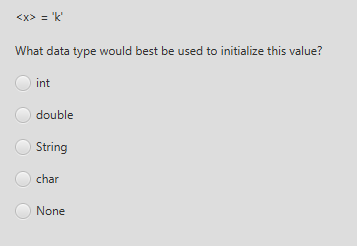 <x> = 'k'
What data type would best be used to initialize this value?
int
double
String
char
None